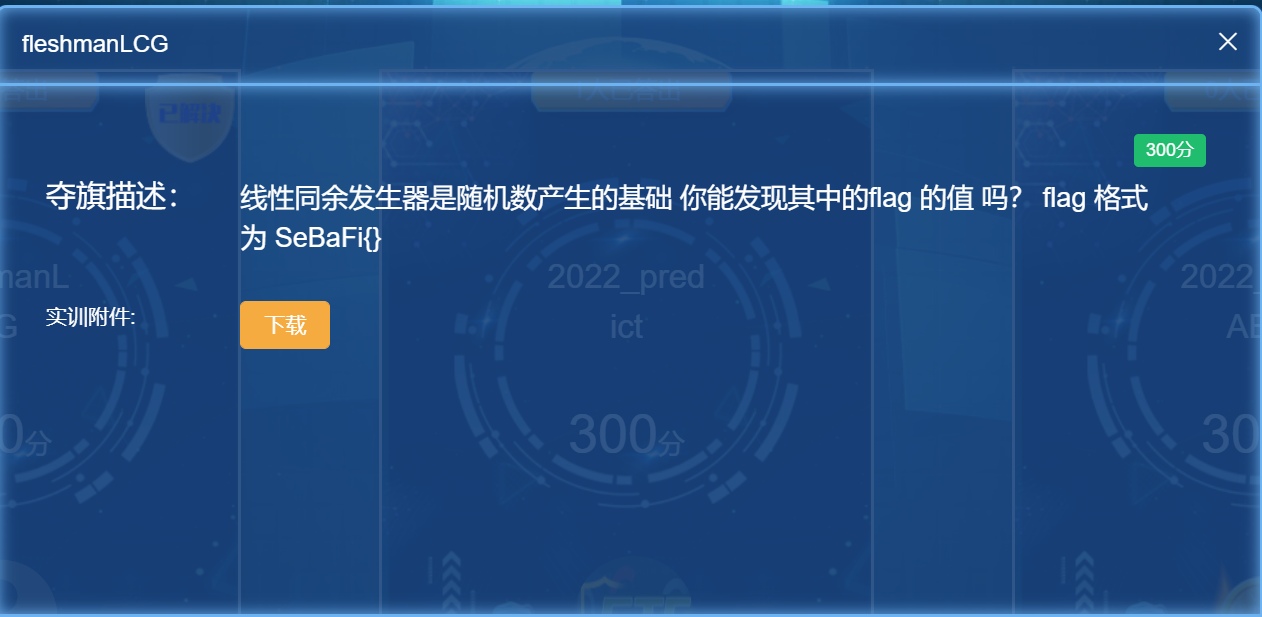 fleshmanLCG
已解决
300分
夺旗描述：
线性同余发生器是随机数产生的基础 你能发现其中的flag 的值 吗？ flag 格式
为 SeBaFi{}
2022_pred
ict
2022_
实训附件:
下载
300分